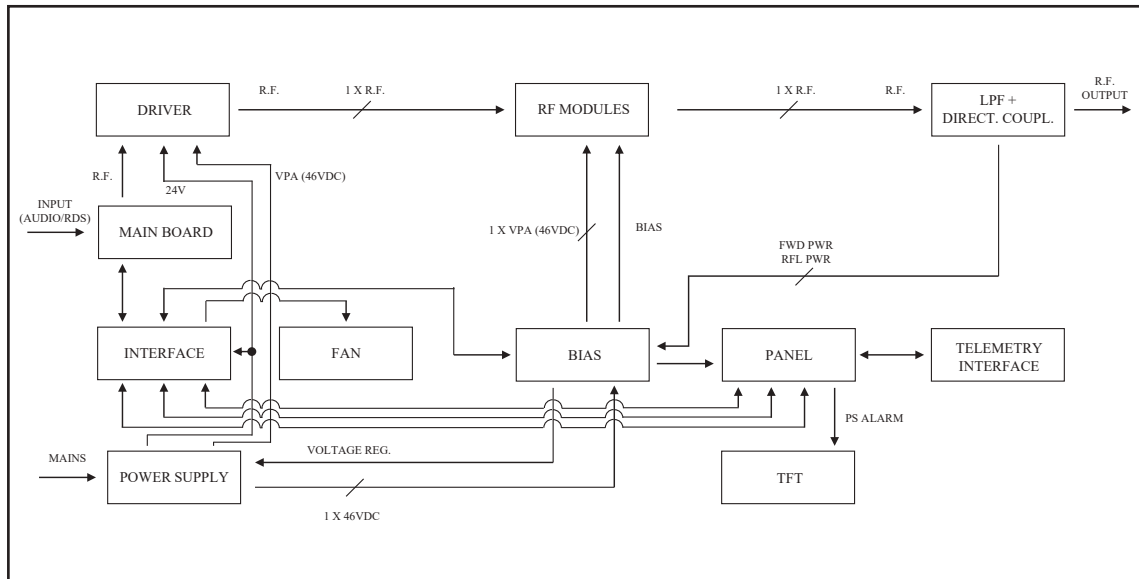 R.F.
1 X R.F.
1 X R.F.
R.F.
R.F.
OUTPUT
DRIVER
RF MODULES
LPF +
DIRECT. COUPL.
R.F.
24V
VPA (46VDC)
INPUT
(AUDIO/RDS)
MAIN BOARD
1 X VPA (46VDC)
BIAS
FWD PWR
RFL PWR
INTERFACE
FAN
BIAS
PANEL
TELEMETRY
INTERFACE
PS ALARM
MAINS
POWER SUPPLY
VOLTAGE REG.
1 X 46VDC
TFT